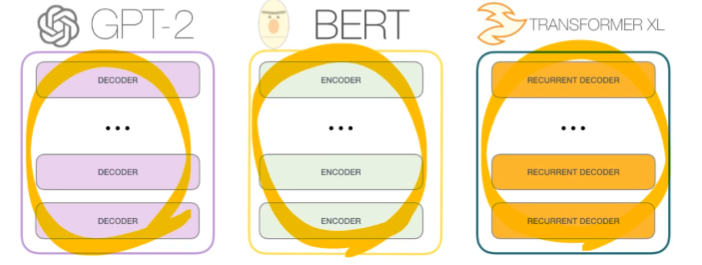 GPT-2
DECODER
...
DECODER
DECODER
BERT
ENCODER
...
ENCODER
ENCODER
TRANSFORMER XL
RECURRENT DECODER
...
RECURRENT DECODER
RECURRENT DECODER